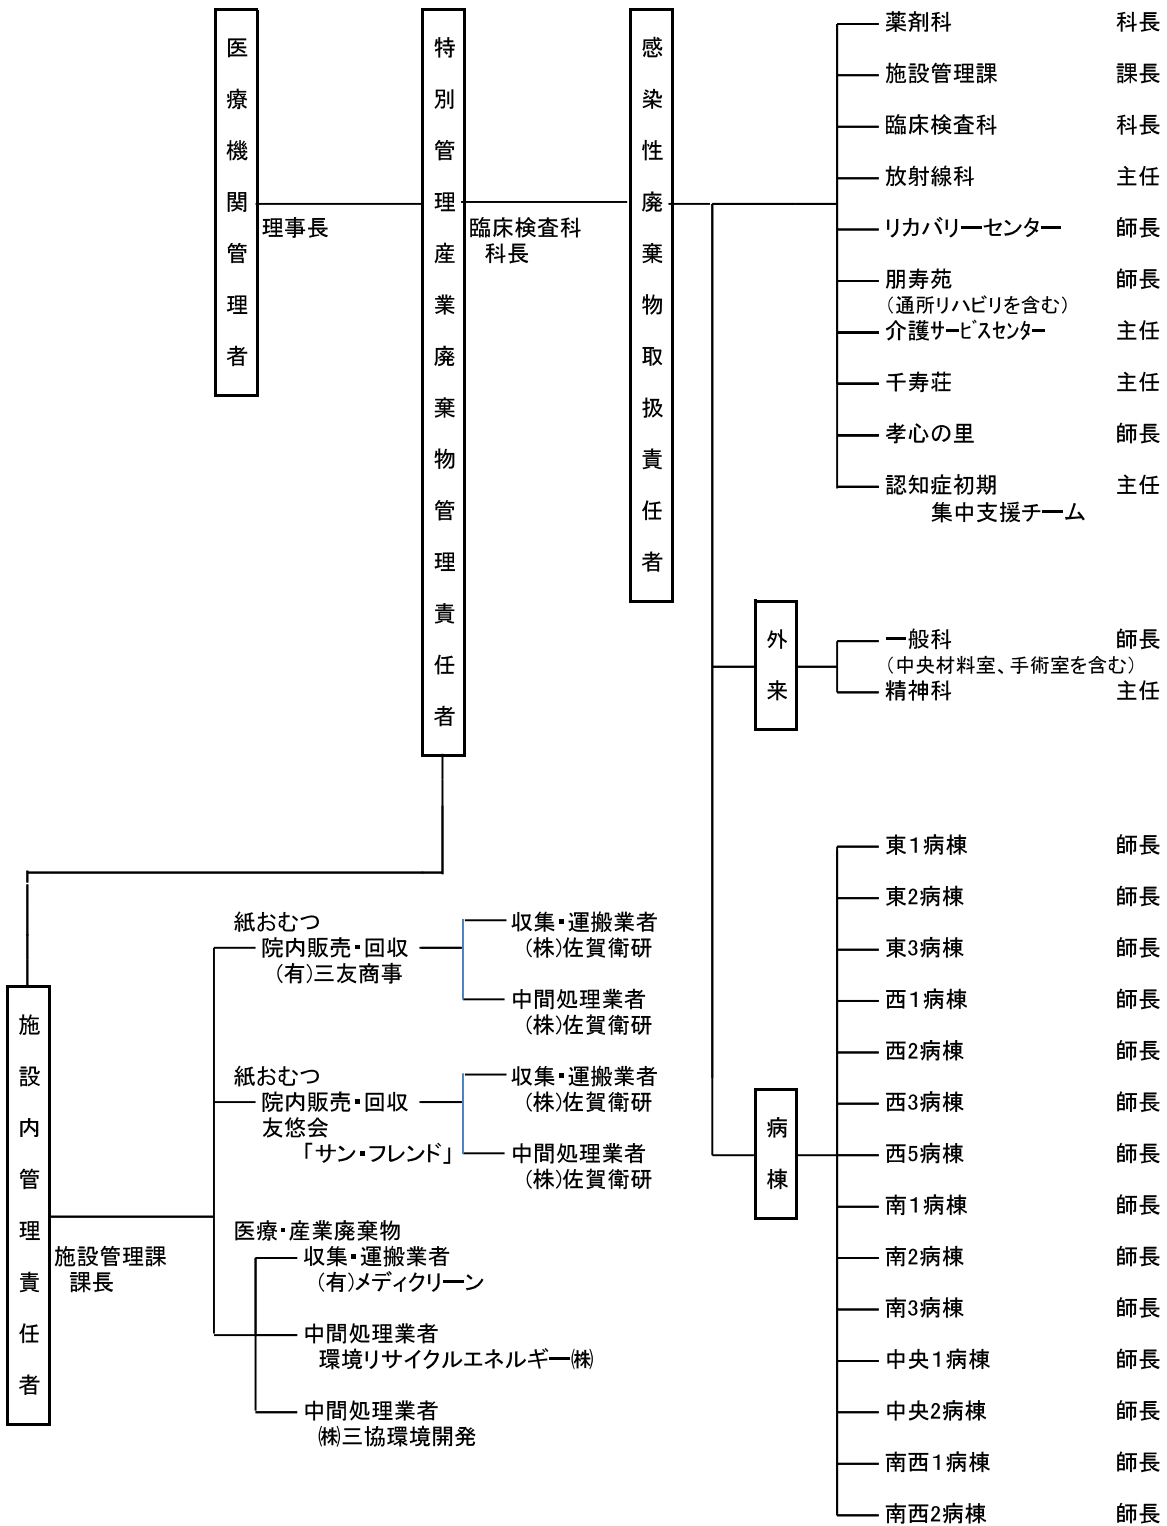 医療機関管理者
理事長
特別管理産業廃棄物管理責任者
臨床検査科
科長
感染性廃棄物取扱責任者
薬剤科 科長
施設管理課 課長
臨床検査科 科長
放射線科 主任
リカバリーセンター 師長
朋寿苑 師長
(通所リハビリを含む)
介護サービスセンター 主任
千寿荘 主任
孝心の里 師長
認知症初期 主任
集中支援チーム
外来
一般科 師長
(中央材料室、手術室を含む)
精神科 主任
病棟
東1病棟 師長
東2病棟 師長
東3病棟 師長
西1病棟 師長
西2病棟 師長
西3病棟 師長
西5病棟 師長
南1病棟 師長
南2病棟 師長
南3病棟 師長
中央1病棟 師長
中央2病棟 師長
南西1病棟 師長
南西2病棟 師長
施設内管理責任者
施設管理課
課長
紙おむつ
院内販売・回収
(有)三友商事
収集・運搬業者
(株)佐賀衛研
中間処理業者
(株)佐賀衛研
紙おむつ
院内販売・回収
友悠会
「サン・フレンド」
収集・運搬業者
(株)佐賀衛研
中間処理業者
(株)佐賀衛研
医療・産業廃棄物
収集・運搬業者
(有)メディクリーン
中間処理業者
環境リサイクルエネルギー㈱
中間処理業者
㈱三協環境開発